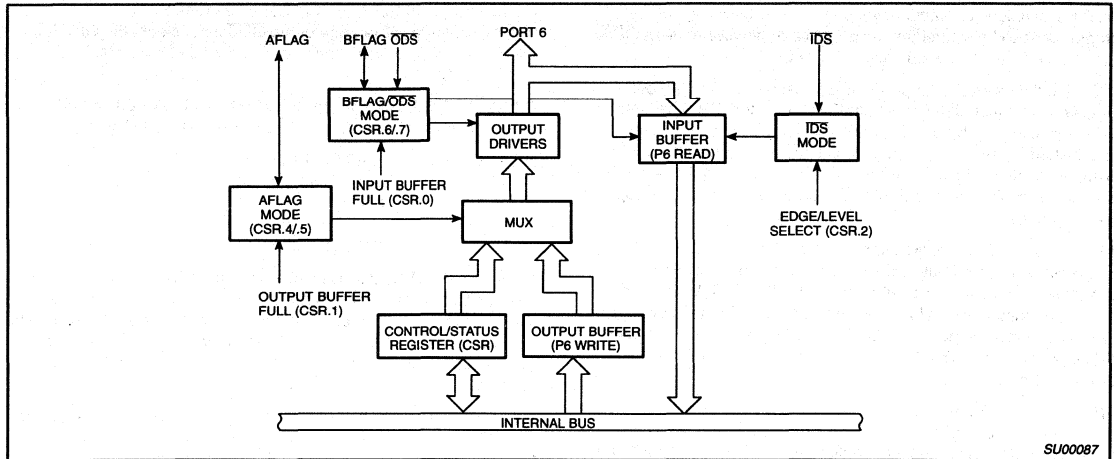 AFLAG
BFLAG ODS
PORT 6
IDS
BFLAG/ODS
MODE
(CSR.6/.7)
OUTPUT
DRIVERS
INPUT
BUFFER
(P6 READ)
IDS
MODE
INPUT BUFFER
FULL (CSR.0)
AFLAG
MODE
(CSR.4/.5)
MUX
EDGE/LEVEL
SELECT (CSR.2)
OUTPUT BUFFER
FULL (CSR.1)
CONTROL/STATUS
REGISTER (CSR)
OUTPUT BUFFER
(P6 WRITE)
INTERNAL BUS
SU00087